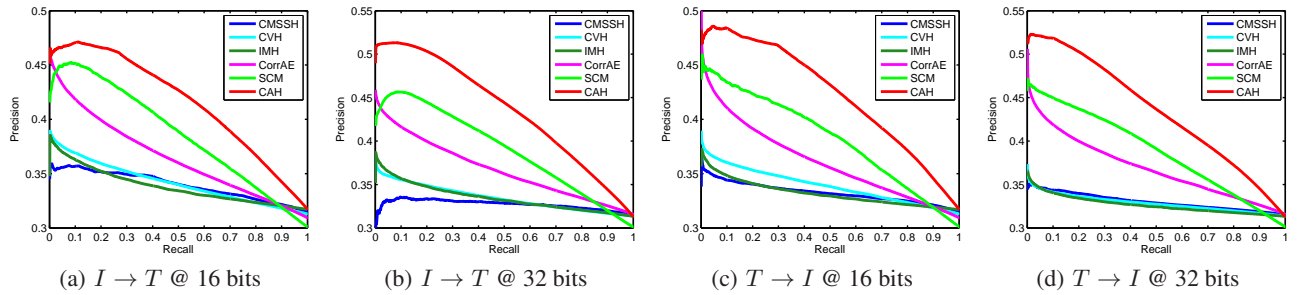 0.5
0.45
0.4
0.35
0.3
Precision
0 0.1 0.2 0.3 0.4 0.5 0.6 0.7 0.8 0.9 1
Recall
CMSSH
CVH
IMH
CorrAE
SCM
CAH
(a) I → T @ 16 bits
0.55
0.5
0.45
0.4
0.35
0.3
Precision
0 0.1 0.2 0.3 0.4 0.5 0.6 0.7 0.8 0.9 1
Recall
CMSSH
CVH
IMH
CorrAE
SCM
CAH
(b) I → T @ 32 bits
0.5
0.45
0.4
0.35
0.3
Precision
0 0.1 0.2 0.3 0.4 0.5 0.6 0.7 0.8 0.9 1
Recall
CMSSH
CVH
IMH
CorrAE
SCM
CAH
(c) T → I @ 16 bits
0.55
0.5
0.45
0.4
0.35
0.3
Precision
0 0.1 0.2 0.3 0.4 0.5 0.6 0.7 0.8 0.9 1
Recall
CMSSH
CVH
IMH
CorrAE
SCM
CAH
(d) T → I @ 32 bits